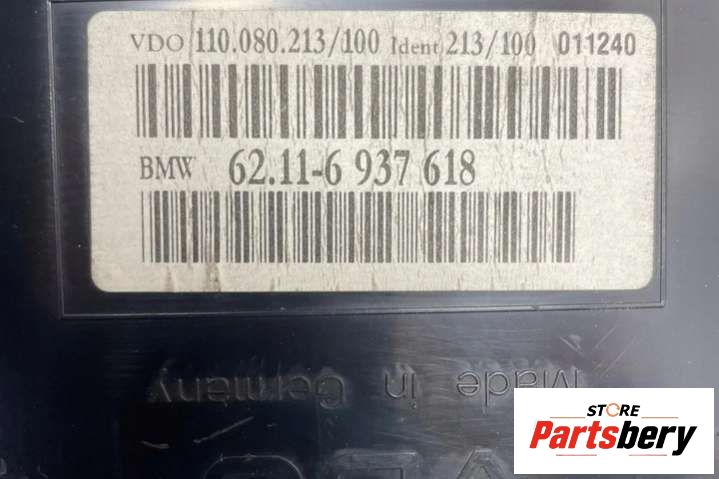 VDO 110.080.213/100 Ident 213/100 011240
BMW 62.11-6 937 618
Made in Germany
STORE
Partsbery